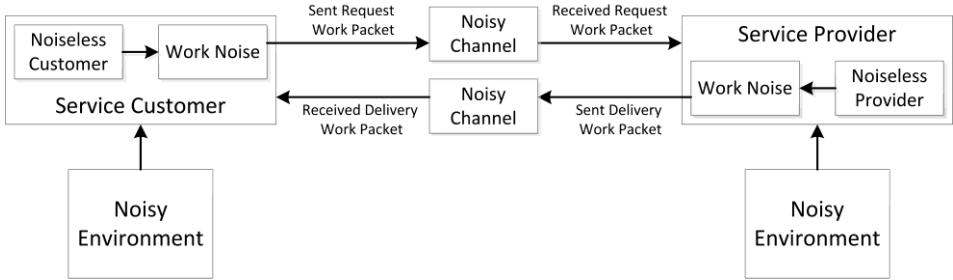 Noiseless
Customer
Work Noise
Service Customer
Sent Request
Work Packet
Noisy
Channel
Received Request
Work Packet
Service Provider
Work Noise
Noiseless
Provider
Received Delivery
Work Packet
Noisy
Channel
Sent Delivery
Work Packet
Noisy
Environment
Noisy
Environment